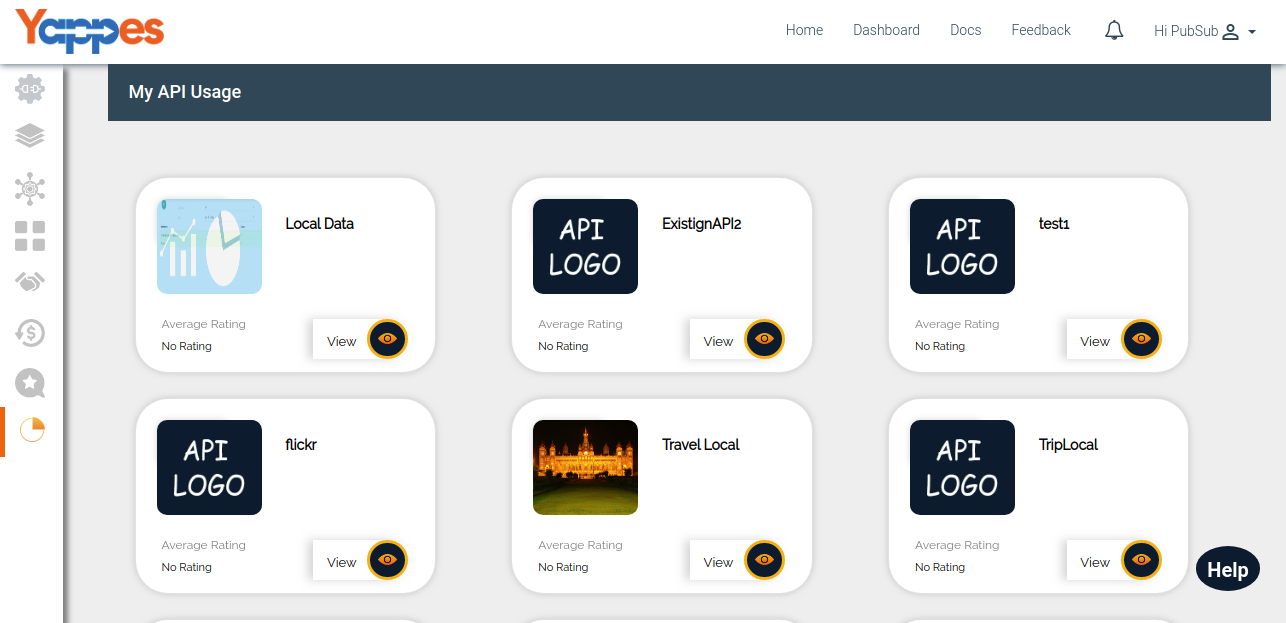 Yappes
Home Dashboard Docs Feedback Hi PubSub
My API Usage
API
LOGO
Local Data
ExistignAPI2
API
LOGO
test1
Average Rating
No Rating
View
Average Rating
No Rating
View
Average Rating
No Rating
View
API
LOGO
flickr
Travel Local
API
LOGO
TripLocal
Average Rating
No Rating
View
Average Rating
No Rating
View
Average Rating
No Rating
View
Help